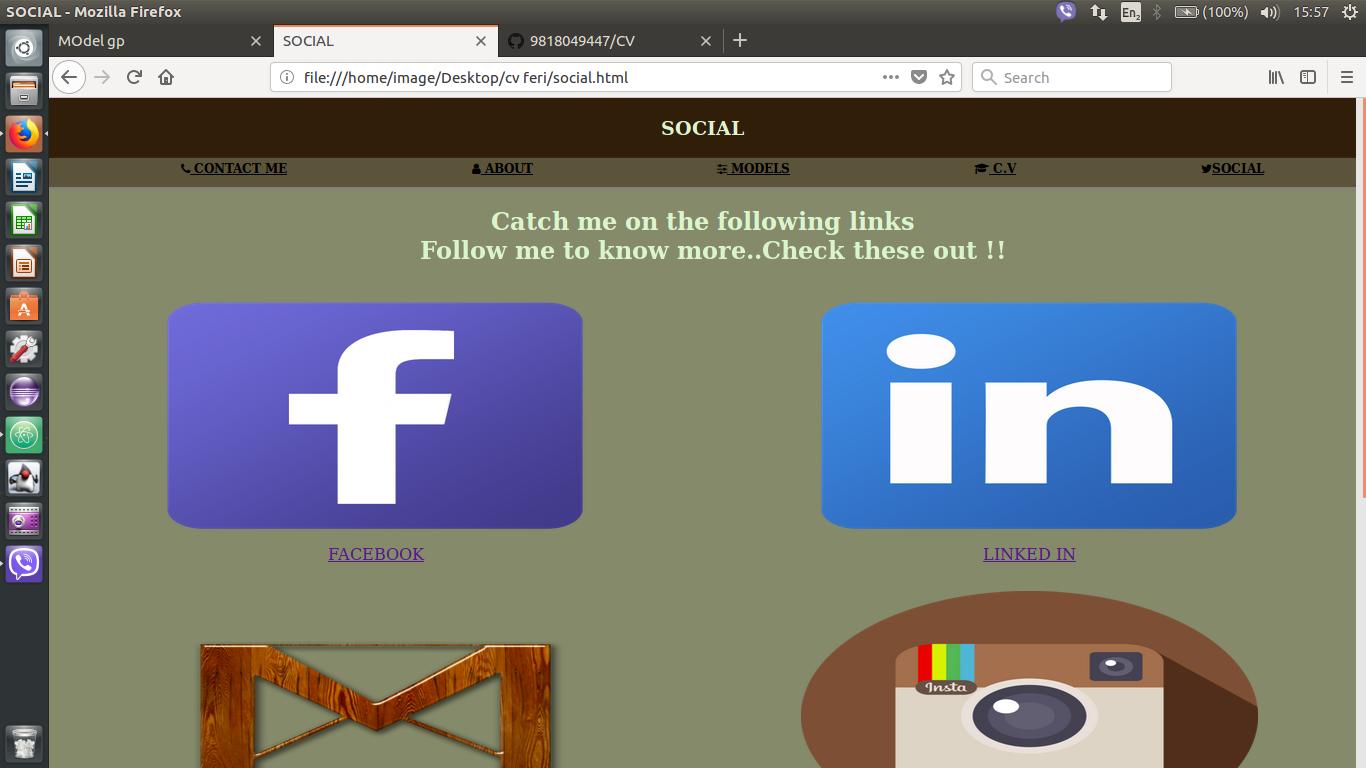 SOCIAL - Mozilla Firefox
En2
(100%)
15:57
MOdel gp
SOCIAL
9818049447/CV
file:///home/image/Desktop/cv feri/social.html
Search
SOCIAL
CONTACT ME
ABOUT
MODELS
C.V
SOCIAL
Catch me on the following links
Follow me to know more..Check these out !!
f
in
FACEBOOK
LINKED IN
Insta